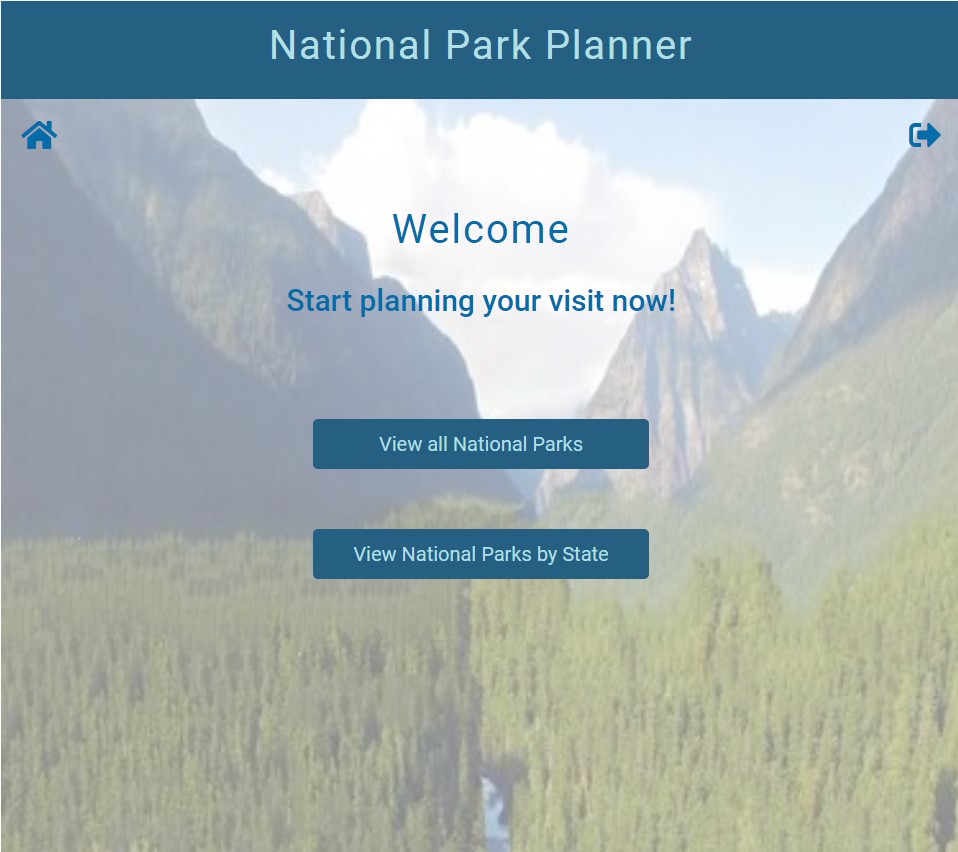 National Park Planner
Welcome
Start planning your visit now!
View all National Parks
View National Parks by State